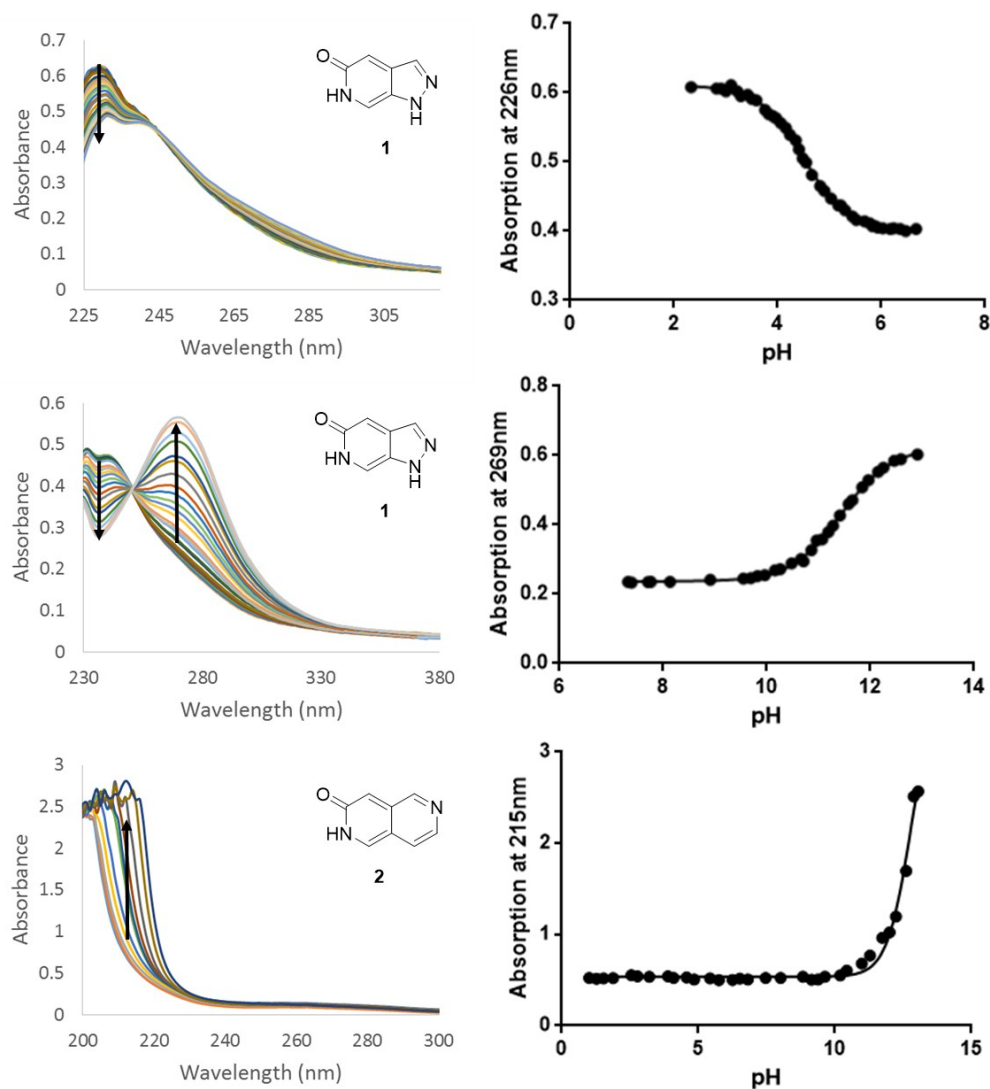 0.7
0.6
0.5
0.4
0.3
0.2
0.1
0
Absorbance
225 245 265 285 305
Wavelength (nm)
O
HN
N
N
H
1
0.7
0.6
0.5
0.4
0.3
Absorption at 226nm
0 2 4 6 8
pH
0.6
0.5
0.4
0.3
0.2
0.1
0
Absorbance
230 280 330 380
Wavelength (nm)
O
HN
N
N
H
1
0.8
0.6
0.4
0.2
0.0
Absorption at 269nm
6 8 10 12 14
pH
3
2.5
2
1.5
1
0.5
0
Absorbance
200 220 240 260 280 300
Wavelength (nm)
O
HN
N
2
3
2
1
0
Absorption at 215nm
0 5 10 15
pH